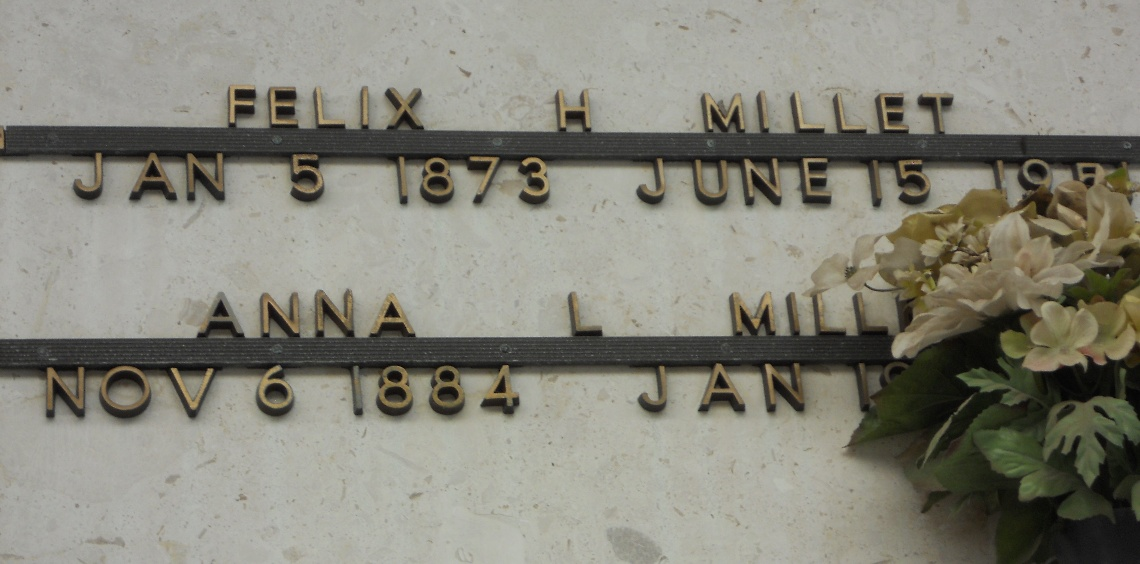 FELIX H MILLET
JAN 5 1873 JUNE 15
ANNA L
NOV 6 1884 JAN